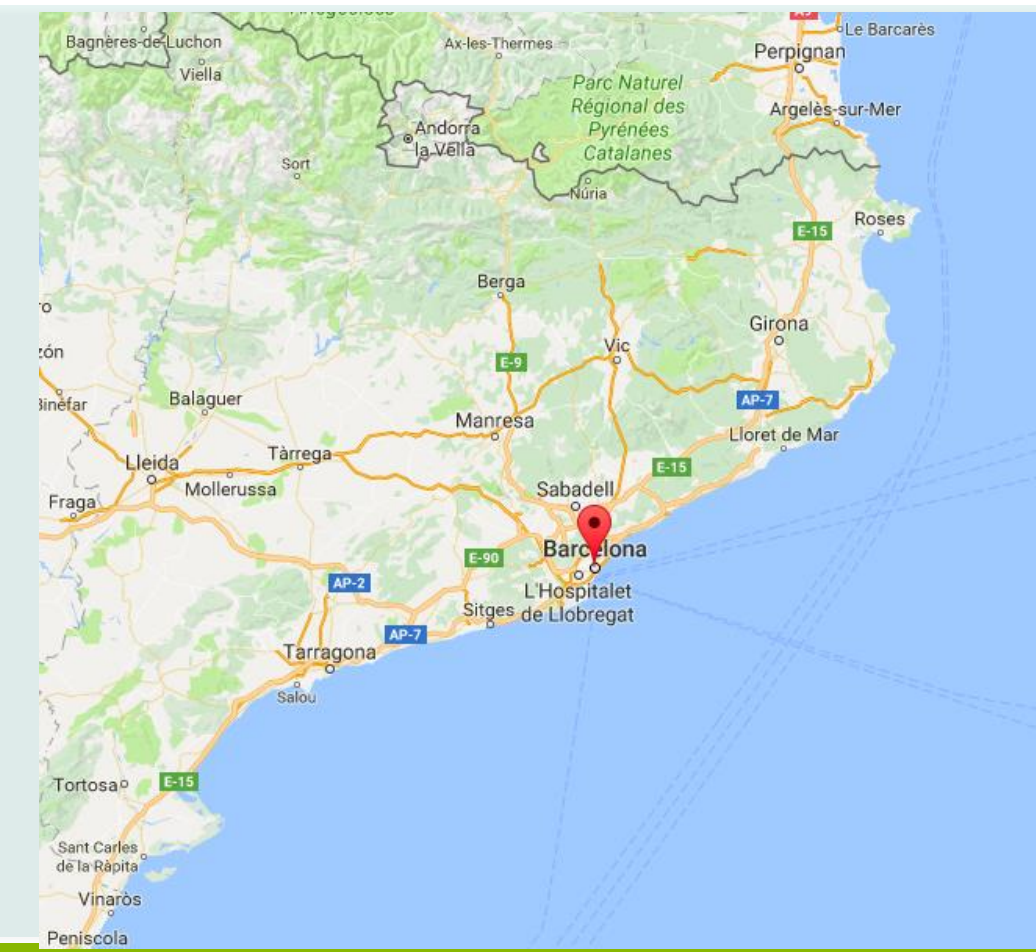 A9
Le Barcarès
Bagnères-de-Luchon
Ax-les-Thermes
Perpignan
Viella
Parc Naturel
Régional des
Pyrénées
Catalanes
Argelès-sur-Mer
Andorra
la Vella
Sort
Núria
Roses
E-15
Berga
Girona
Vic
E-9
Binéfar
Balaguer
AP-7
Manresa
Lloret de Mar
Tàrrega
Lleida
E-15
Mollerussa
Sabadell
Fraga
Barcelona
E-90
AP-2
L'Hospitalet
de Llobregat
Sitges
AP-7
Tarragona
Salou
Tortosa
E-15
Sant Carles
de la Ràpita
Vinaròs
Peniscola